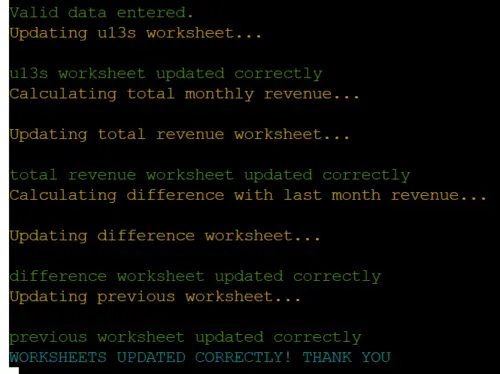 Valid data entered.
Updating u13s worksheet...
u13s worksheet updated correctly
Calculating total monthly revenue...
Updating total revenue worksheet...
total revenue worksheet updated correctly
Calculating difference with last month revenue...
Updating difference worksheet...
difference worksheet updated correctly
Updating previous worksheet...
previous worksheet updated correctly
WORKSHEETS UPDATED CORRECTLY! THANK YOU